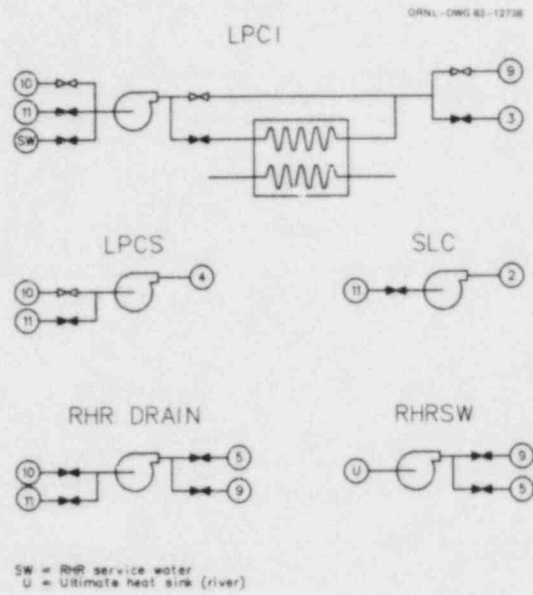 ORNL-DWG 83-12738
LPCI
10
9
11
3
SW
LPCS
SLC
4
2
10
11
11
RHR DRAIN
RHRSW
5
9
10
U
11
9
5
SW = RHR service water
U = Ultimate heat sink (river)